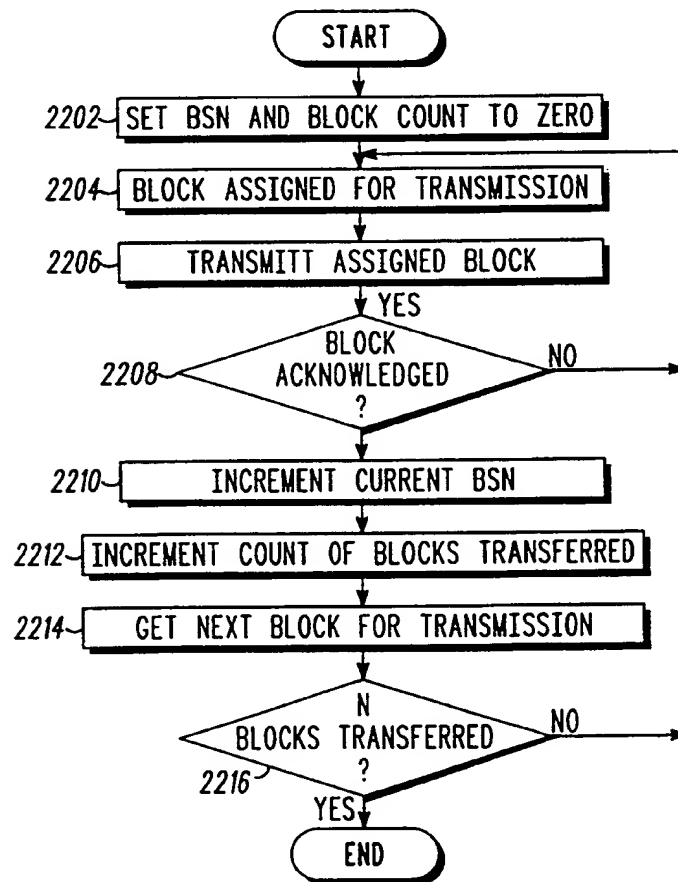 START
2202 SET BSN AND BLOCK COUNT TO ZERO
2204 BLOCK ASSIGNED FOR TRANSMISSION
2206 TRANSMITT ASSIGNED BLOCK
YES
2208 BLOCK
ACKNOWLEDGED
?
NO
2210 INCREMENT CURRENT BSN
2212 INCREMENT COUNT OF BLOCKS TRANSFERRED
2214 GET NEXT BLOCK FOR TRANSMISSION
N
BLOCKS TRANSFERRED
?
NO
2216
YES
END